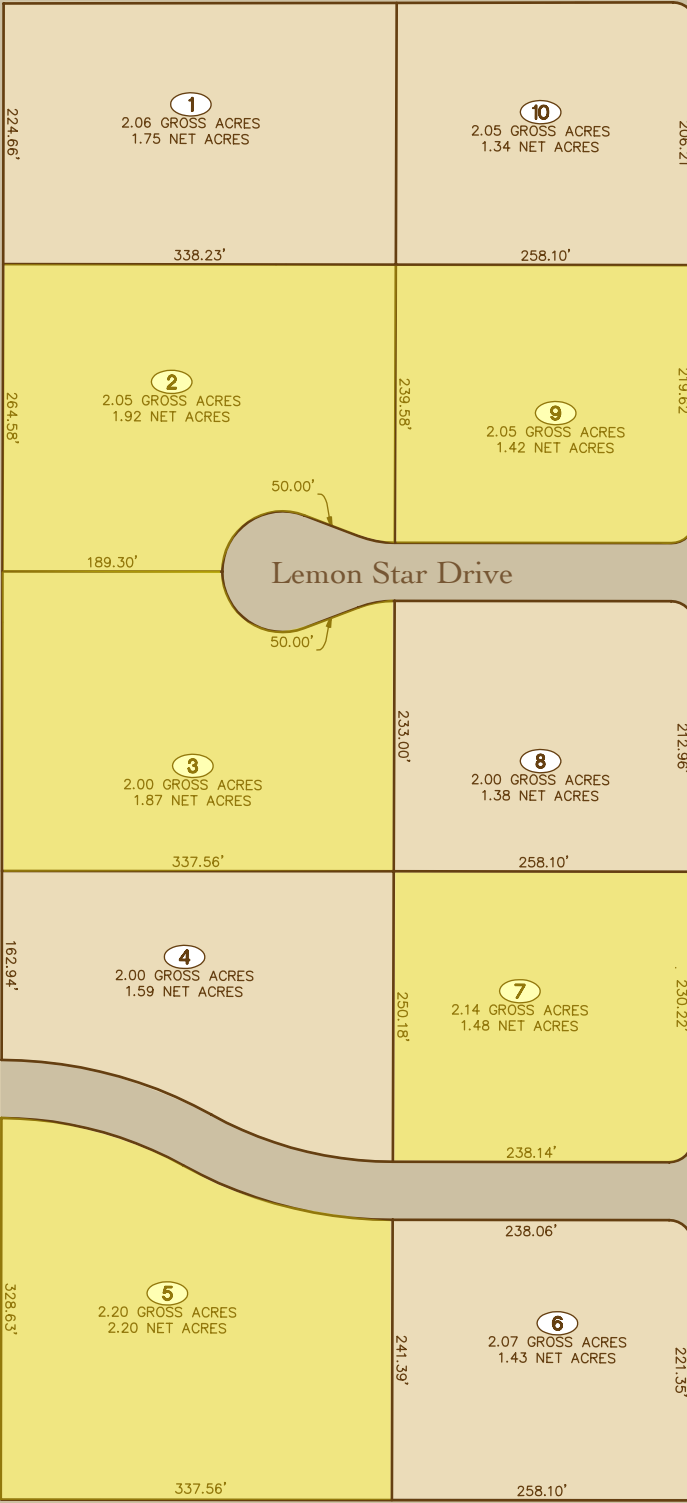 1
2.06 GROSS ACRES
1.75 NET ACRES
224.66'
338.23'
10
2.05 GROSS ACRES
1.34 NET ACRES
206.21
258.10'
2
2.05 GROSS ACRES
1.92 NET ACRES
264.58'
239.58'
50.00'
189.30'
9
2.05 GROSS ACRES
1.42 NET ACRES
219.62
Lemon Star Drive
50.00'
3
2.00 GROSS ACRES
1.87 NET ACRES
337.56'
233.00'
8
2.00 GROSS ACRES
1.38 NET ACRES
212.96'
258.10'
4
2.00 GROSS ACRES
1.59 NET ACRES
162.94'
250.18'
7
2.14 GROSS ACRES
1.48 NET ACRES
230.22'
238.14'
238.06'
5
2.20 GROSS ACRES
2.20 NET ACRES
328.63'
241.39'
337.56'
6
2.07 GROSS ACRES
1.43 NET ACRES
221.35'
258.10'